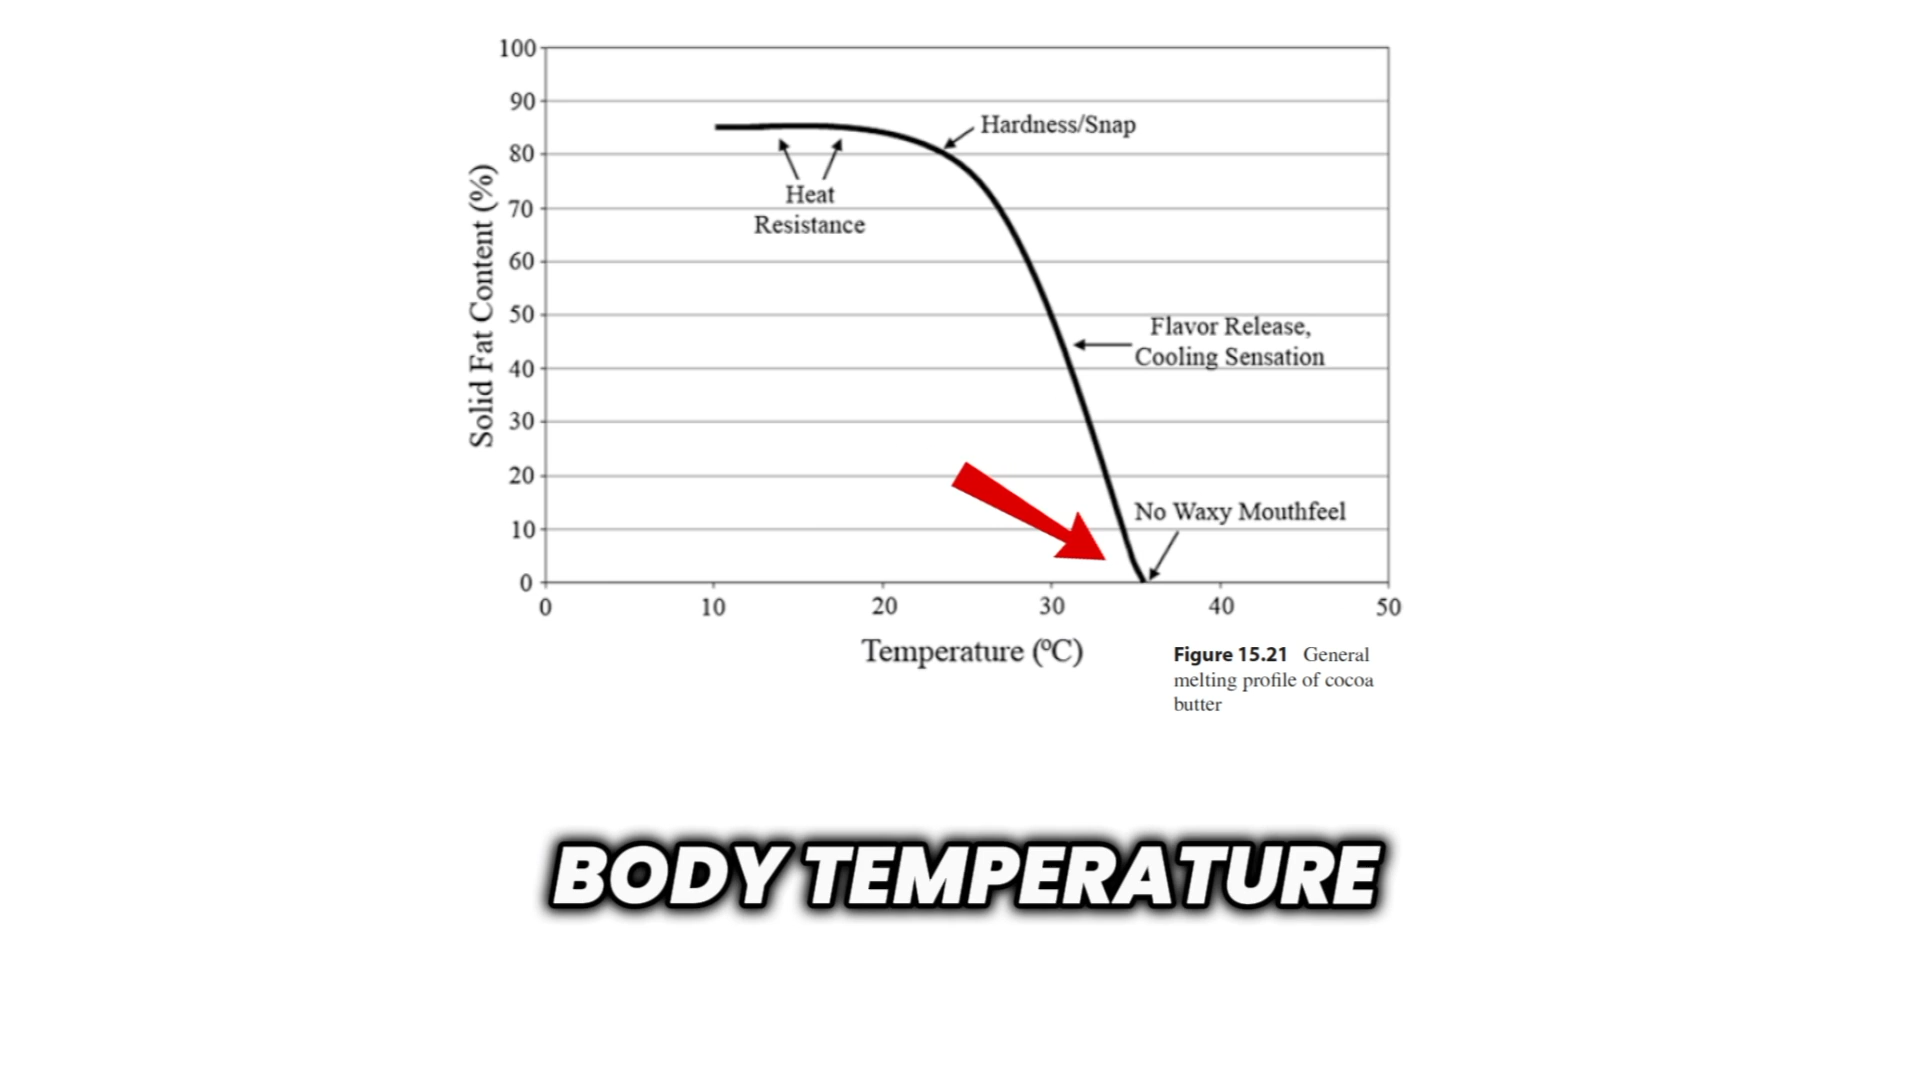 100
90
80
70
60
50
40
30
20
10
0
Solid Fat Content (%)
Hardness/Snap
Heat
Resistance
Flavor Release,
Cooling Sensation
No Waxy Mouthfeel
0 10 20 30 40 50
Temperature (ºC)
Figure 15.21 General
melting profile of cocoa
butter
BODY TEMPERATURE